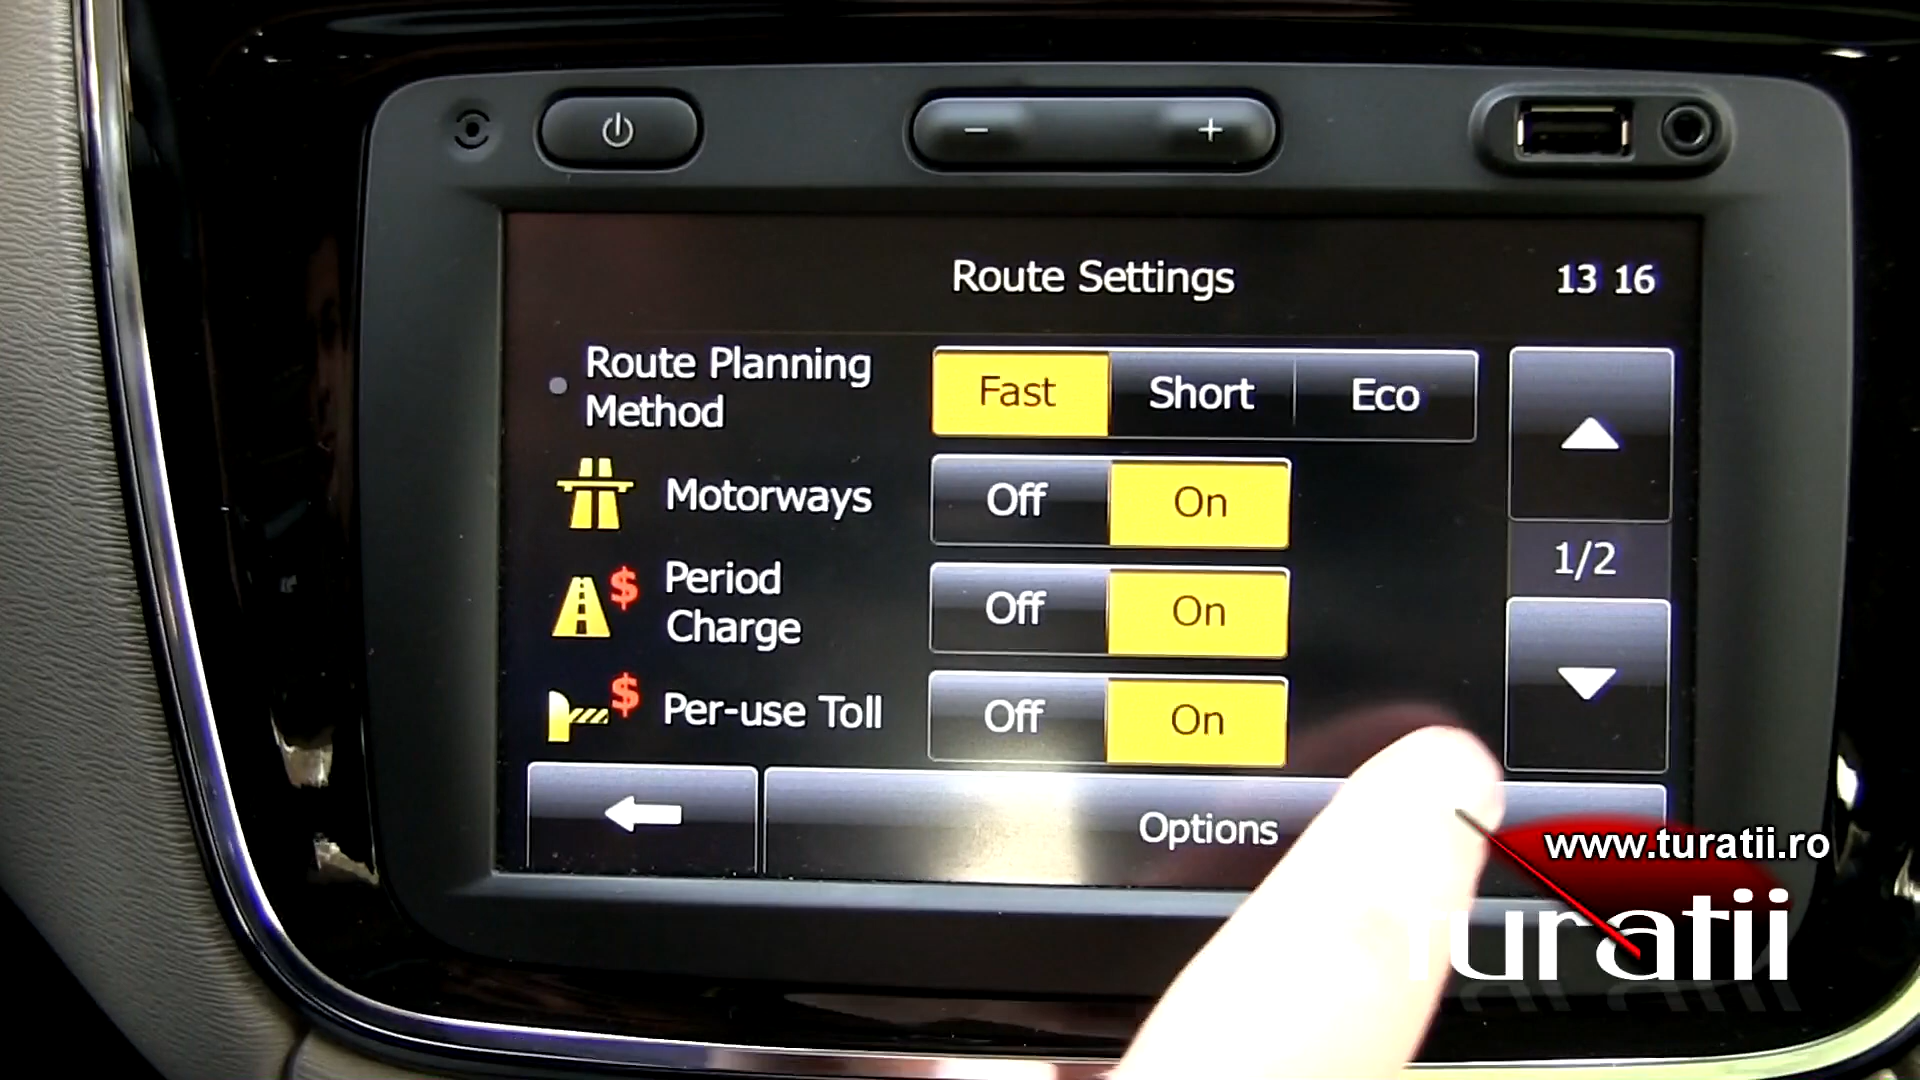 Route Settings
13 16
Route Planning
Method
Fast
Short
Eco
Motorways
Off
On
1/2
$
Period
Charge
Off
On
$
Per-use Toll
Off
On
Options
www.turatii.ro
turatii